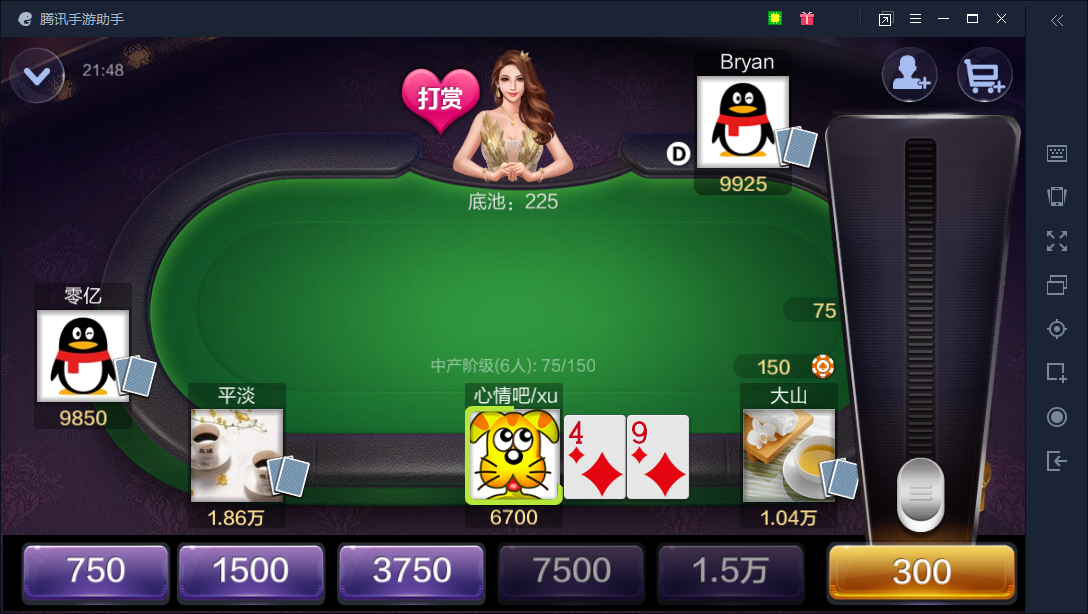 腾讯手游助手
21:48
打赏
Bryan
D
9925
底池：225
零亿
9850
75
中产阶级(6人): 75/150
150
平淡
1.86万
心情吧/xu
4
9
6700
大山
1.04万
750
1500
3750
7500
1.5万
300